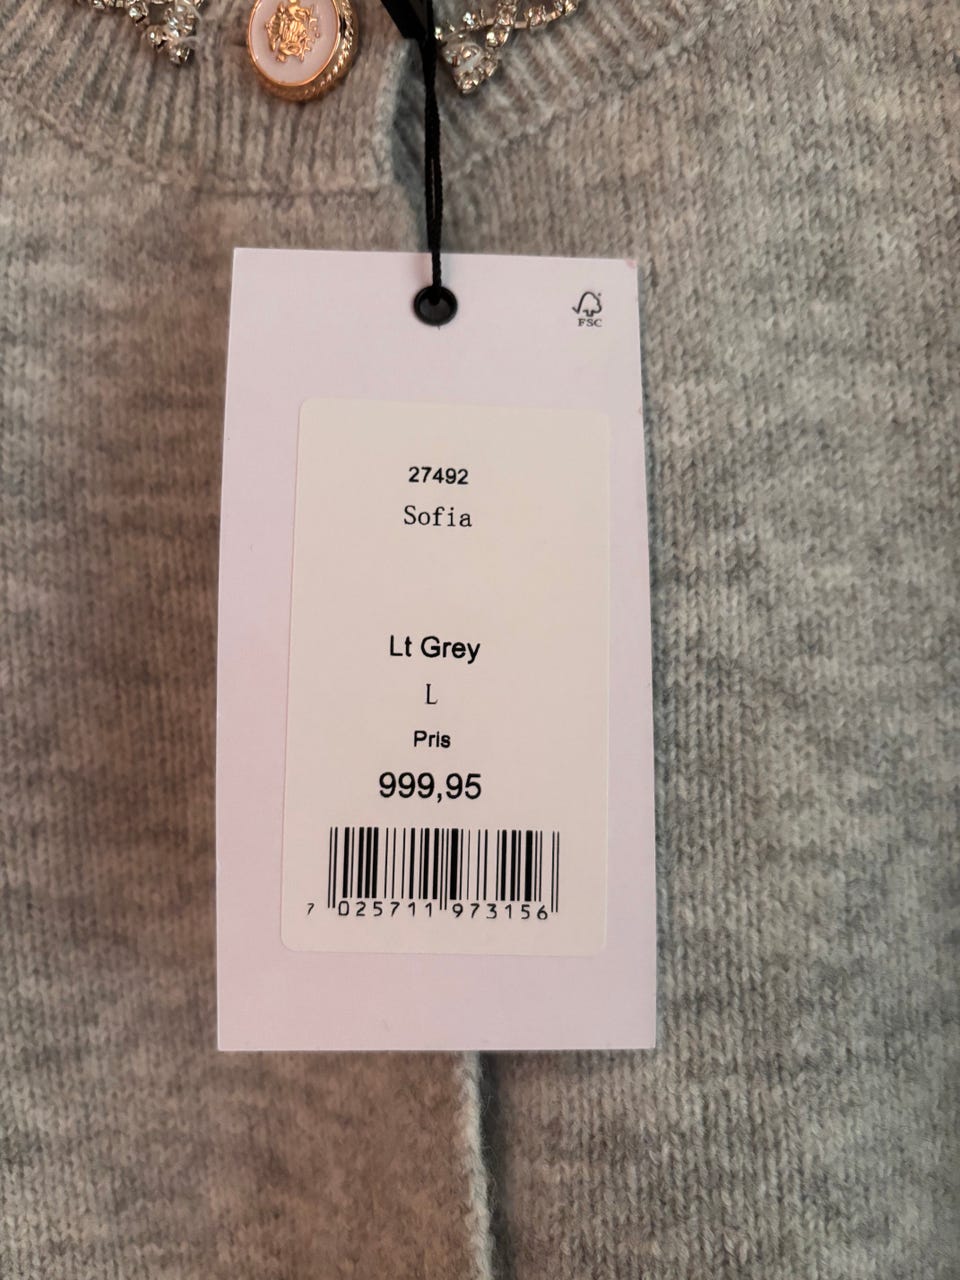 FSC
27492
Sofia
Lt Grey
L
Pris
999,95
7 025711 973156